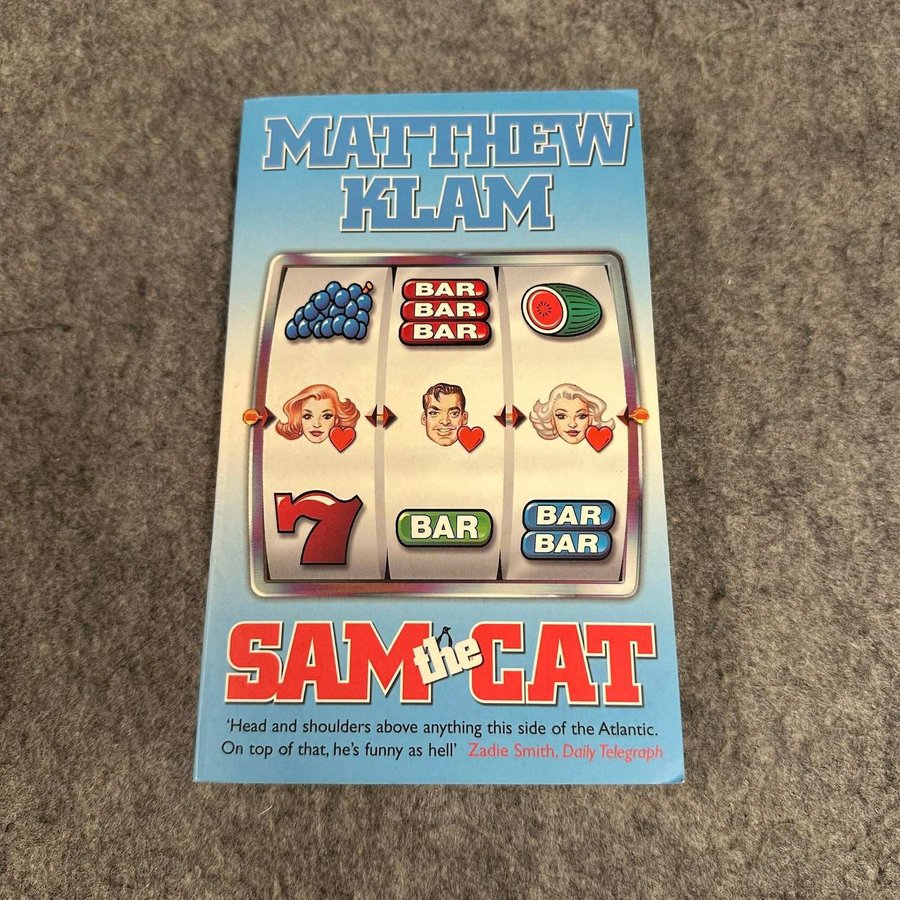 MATTHEW
KLAM
BAR
BAR
BAR
7
BAR
BAR
BAR
SAM the CAT
‘Head and shoulders above anything this side of the Atlantic.
On top of that, he’s funny as hell’ Zadie Smith, Daily Telegraph